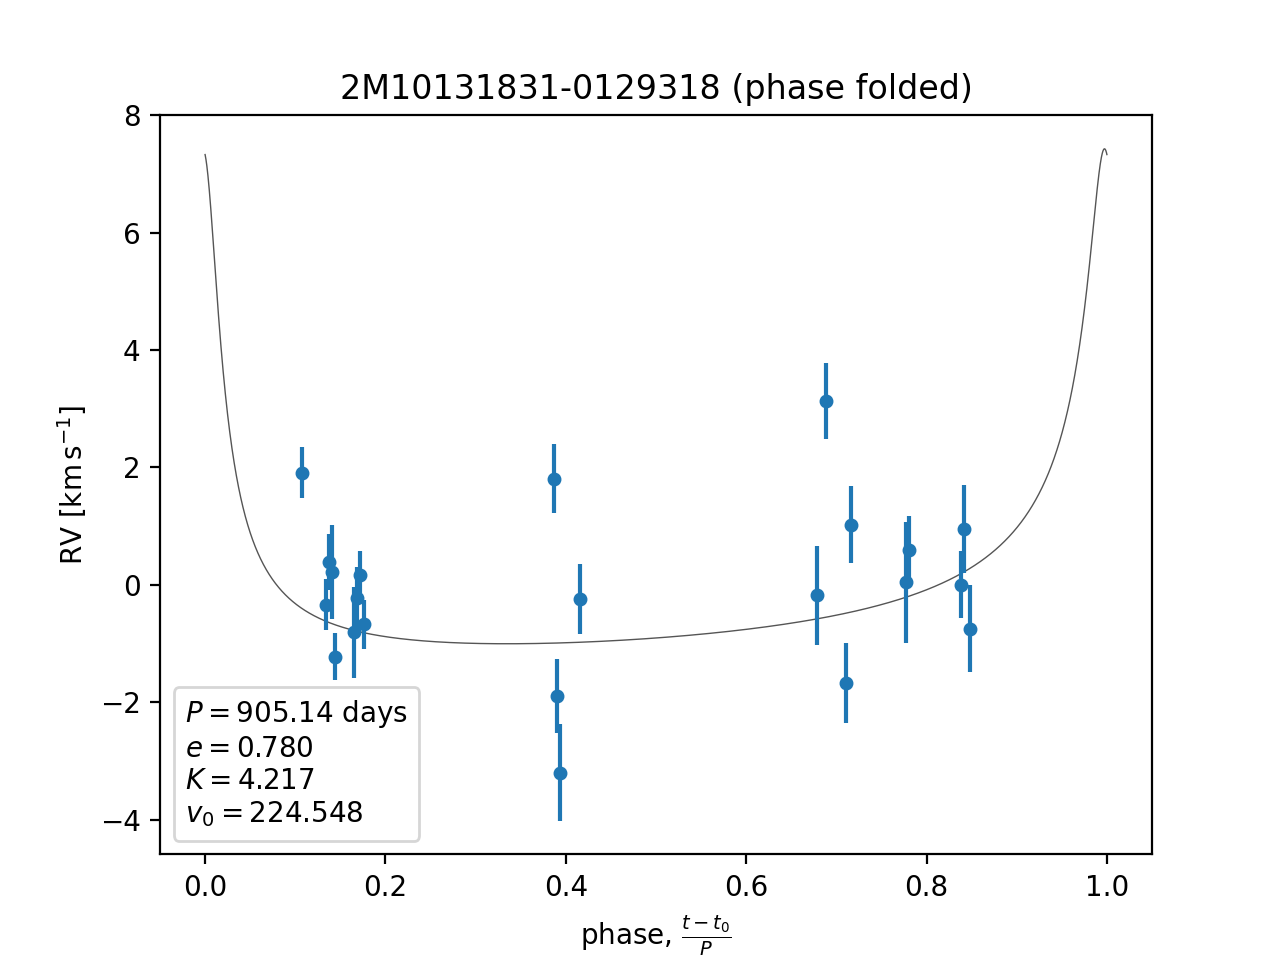 2M10131831-0129318 (phase folded)
8
6
4
2
0
−2
−4
RV [km s⁻¹]
P = 905.14 days
e = 0.780
K = 4.217
v₀ = 224.548
0.0 0.2 0.4 0.6 0.8 1.0
phase, (t − t₀)/P